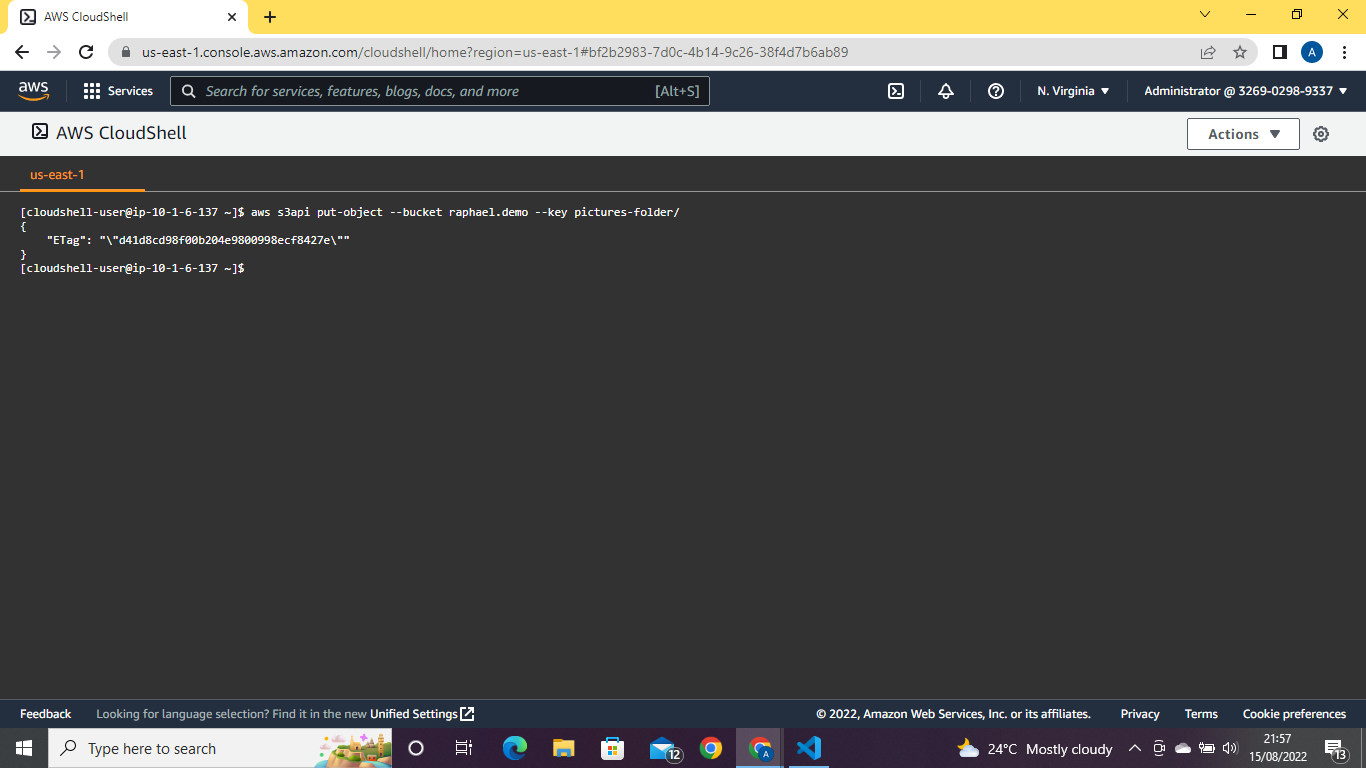 AWS CloudShell
us-east-1.console.aws.amazon.com/cloudshell/home?region=us-east-1#bf2b2983-7d0c-4b14-9c26-38f4d7b6ab89
A
aws
Services
Search for services, features, blogs, docs, and more
[Alt+S]
N. Virginia
Administrator @ 3269-0298-9337
AWS CloudShell
Actions
us-east-1
[cloudshell-user@ip-10-1-6-137 ~]$ aws s3api put-object --bucket raphael.demo --key pictures-folder/
{
    "ETag": "\"d41d8cd98f00b204e9800998ecf8427e\""
}
[cloudshell-user@ip-10-1-6-137 ~]$
Feedback
Looking for language selection? Find it in the new Unified Settings
© 2022, Amazon Web Services, Inc. or its affiliates.
Privacy
Terms
Cookie preferences
Type here to search
12
A
24°C Mostly cloudy
21:57
15/08/2022
13